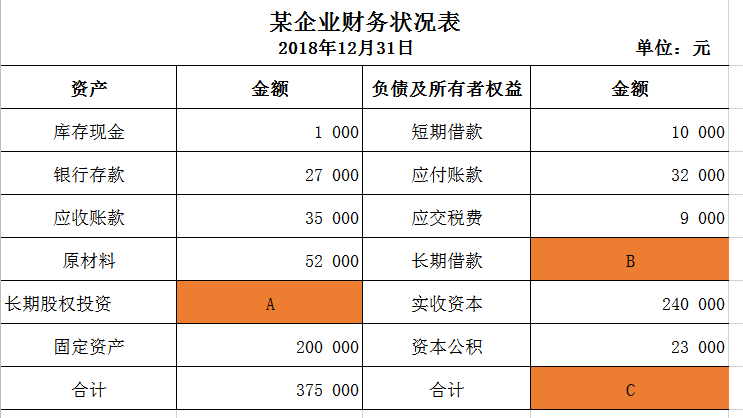 某企业财务状况表
2018年12月31日 单位：元
资产 金额 负债及所有者权益 金额
库存现金 1 000 短期借款 10 000
银行存款 27 000 应付账款 32 000
应收账款 35 000 应交税费 9 000
原材料 52 000 长期借款 B
长期股权投资 A 实收资本 240 000
固定资产 200 000 资本公积 23 000
合计 375 000 合计 C